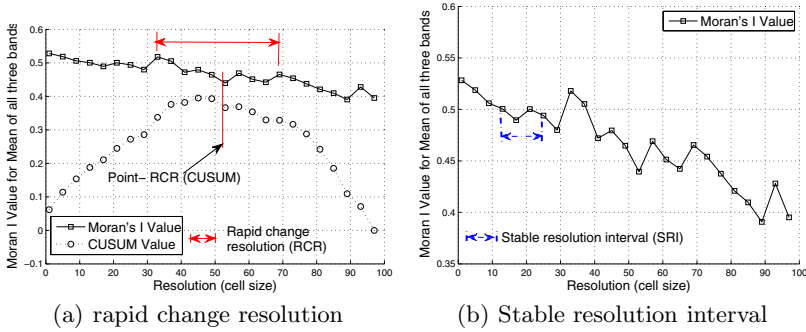 Moran I Value for Mean of all three bands
0.6
0.5
0.4
0.3
0.2
0.1
0
-0.1
Point- RCR (CUSUM)
Moran's I Value
CUSUM Value
Rapid change
resolution (RCR)
0 10 20 30 40 50 60 70 80 90 100
Resolution (cell size)
(a) rapid change resolution
Moran I Value for Mean of all three bands
0.6
0.55
0.5
0.45
0.4
0.35
Moran's I Value
Stable resolution interval (SRI)
0 10 20 30 40 50 60 70 80 90 100
Resolution (cell size)
(b) Stable resolution interval